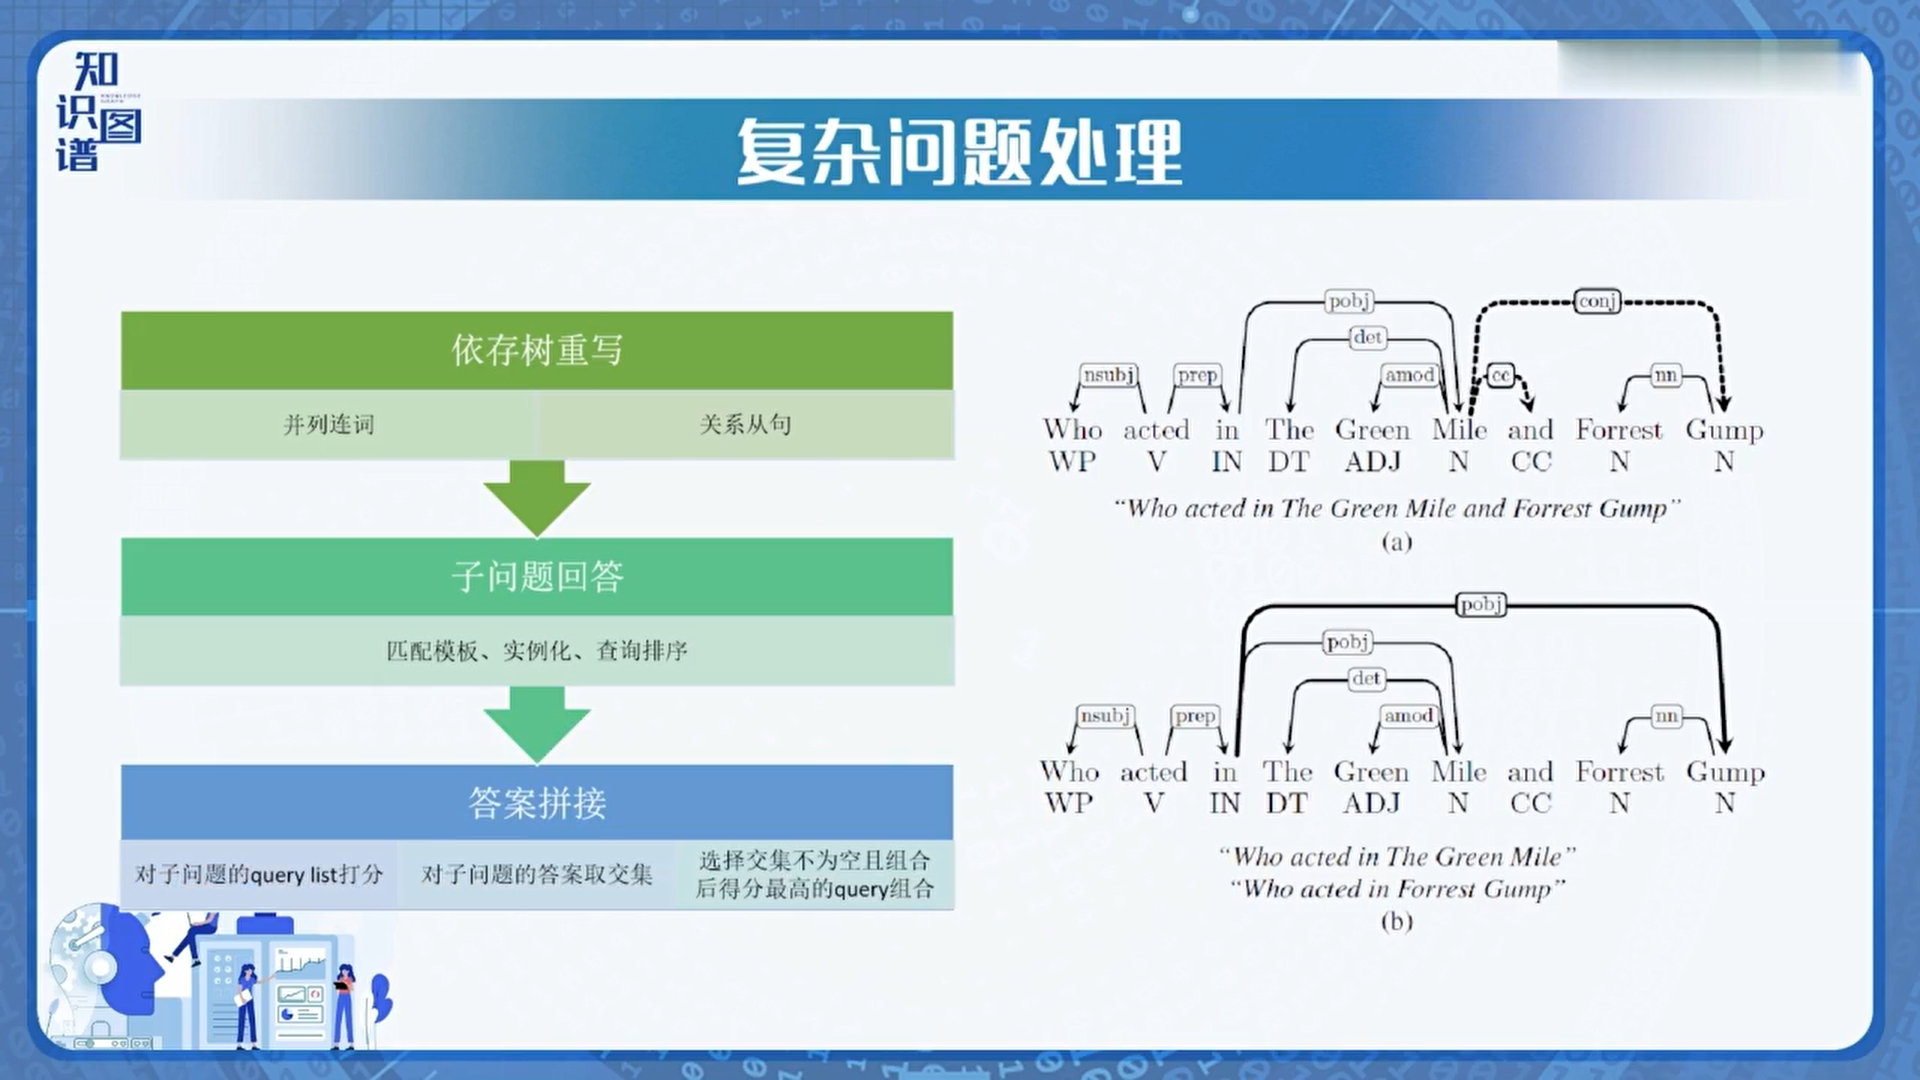 知
识图
谱
复杂问题处理
依存树重写
并列连词 关系从句
子问题回答
匹配模板、实例化、查询排序
答案拼接
对子问题的query list打分
对子问题的答案取交集
选择交集不为空且组合
后得分最高的query组合
pobj conj
det
nsubj prep amod cc nn
Who acted in The Green Mile and Forrest Gump
WP V IN DT ADJ N CC N N
“Who acted in The Green Mile and Forrest Gump”
(a)
pobj
pobj
det
nsubj prep amod nn
Who acted in The Green Mile and Forrest Gump
WP V IN DT ADJ N CC N N
“Who acted in The Green Mile”
“Who acted in Forrest Gump”
(b)